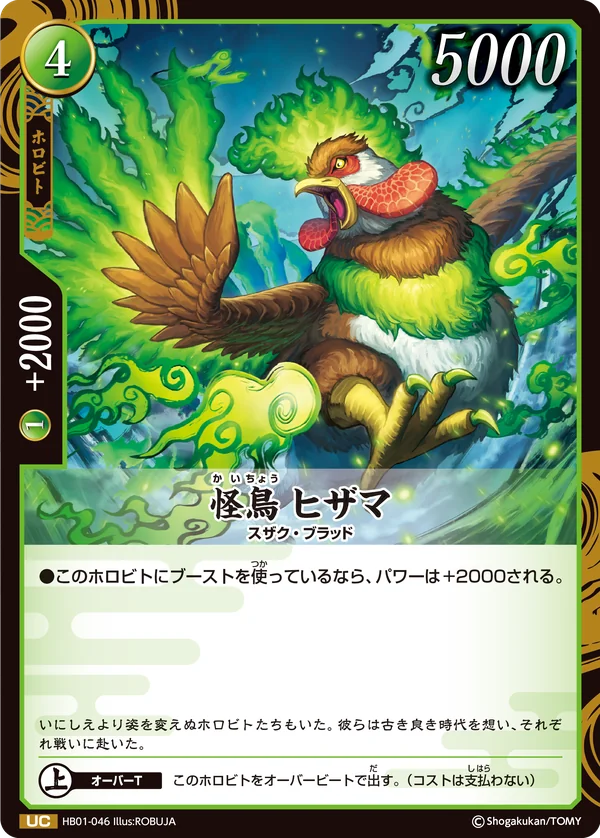 4
5000
ホロビト
+2000
1
かいちょう
怪鳥 ヒザマ
スザク・ブラッド
つか
●このホロビトにブーストを使っているなら、パワーは+2000される。
いにしえより姿を変えぬホロビトたちもいた。彼らは古き良き時代を想い、それぞ
れ戦いに赴いた。
だ しはら
上 オーバーT このホロビトをオーバービートで出す。(コストは支払わない)
UC HB01-046 Illus:ROBUJA ©Shogakukan/TOMY